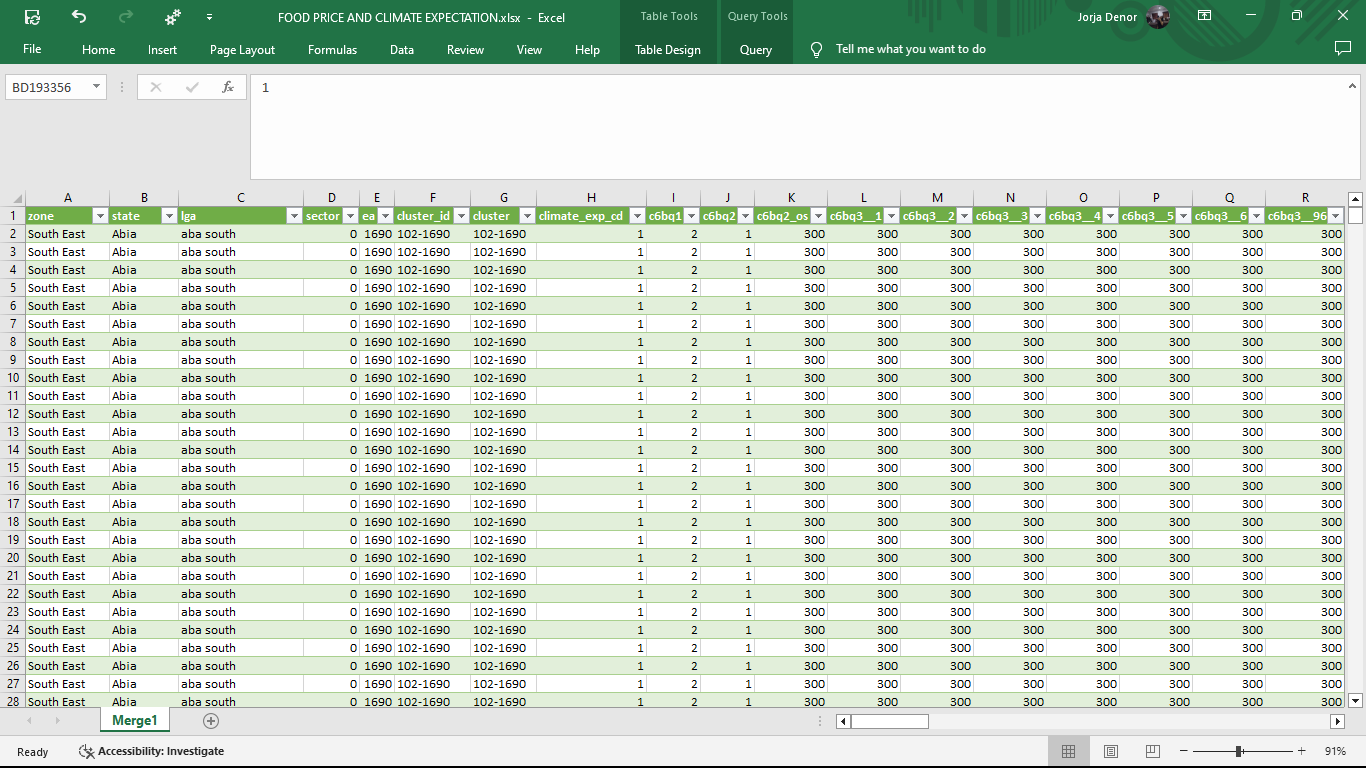 FOOD PRICE AND CLIMATE EXPECTATION.xlsx - Excel
Table Tools
Query Tools
Jorja Denor
File Home Insert Page Layout Formulas Data Review View Help Table Design Query Tell me what you want to do
BD193356 fx 1
A B C D E F G H I J K L M N O P Q R
1 zone state lga sector ea cluster_id cluster climate_exp_cd c6bq1 c6bq2 c6bq2_os c6bq3__1 c6bq3__2 c6bq3__3 c6bq3__4 c6bq3__5 c6bq3__6 c6bq3__96
2 South East Abia aba south 0 1690 102-1690 102-1690 1 2 1 300 300 300 300 300 300 300 300
3 South East Abia aba south 0 1690 102-1690 102-1690 1 2 1 300 300 300 300 300 300 300 300
4 South East Abia aba south 0 1690 102-1690 102-1690 1 2 1 300 300 300 300 300 300 300 300
5 South East Abia aba south 0 1690 102-1690 102-1690 1 2 1 300 300 300 300 300 300 300 300
6 South East Abia aba south 0 1690 102-1690 102-1690 1 2 1 300 300 300 300 300 300 300 300
7 South East Abia aba south 0 1690 102-1690 102-1690 1 2 1 300 300 300 300 300 300 300 300
8 South East Abia aba south 0 1690 102-1690 102-1690 1 2 1 300 300 300 300 300 300 300 300
9 South East Abia aba south 0 1690 102-1690 102-1690 1 2 1 300 300 300 300 300 300 300 300
10 South East Abia aba south 0 1690 102-1690 102-1690 1 2 1 300 300 300 300 300 300 300 300
11 South East Abia aba south 0 1690 102-1690 102-1690 1 2 1 300 300 300 300 300 300 300 300
12 South East Abia aba south 0 1690 102-1690 102-1690 1 2 1 300 300 300 300 300 300 300 300
13 South East Abia aba south 0 1690 102-1690 102-1690 1 2 1 300 300 300 300 300 300 300 300
14 South East Abia aba south 0 1690 102-1690 102-1690 1 2 1 300 300 300 300 300 300 300 300
15 South East Abia aba south 0 1690 102-1690 102-1690 1 2 1 300 300 300 300 300 300 300 300
16 South East Abia aba south 0 1690 102-1690 102-1690 1 2 1 300 300 300 300 300 300 300 300
17 South East Abia aba south 0 1690 102-1690 102-1690 1 2 1 300 300 300 300 300 300 300 300
18 South East Abia aba south 0 1690 102-1690 102-1690 1 2 1 300 300 300 300 300 300 300 300
19 South East Abia aba south 0 1690 102-1690 102-1690 1 2 1 300 300 300 300 300 300 300 300
20 South East Abia aba south 0 1690 102-1690 102-1690 1 2 1 300 300 300 300 300 300 300 300
21 South East Abia aba south 0 1690 102-1690 102-1690 1 2 1 300 300 300 300 300 300 300 300
22 South East Abia aba south 0 1690 102-1690 102-1690 1 2 1 300 300 300 300 300 300 300 300
23 South East Abia aba south 0 1690 102-1690 102-1690 1 2 1 300 300 300 300 300 300 300 300
24 South East Abia aba south 0 1690 102-1690 102-1690 1 2 1 300 300 300 300 300 300 300 300
25 South East Abia aba south 0 1690 102-1690 102-1690 1 2 1 300 300 300 300 300 300 300 300
26 South East Abia aba south 0 1690 102-1690 102-1690 1 2 1 300 300 300 300 300 300 300 300
27 South East Abia aba south 0 1690 102-1690 102-1690 1 2 1 300 300 300 300 300 300 300 300
28 South East Abia aba south 0 1690 102-1690 102-1690 1 2 1 300 300 300 300 300 300 300 300
Merge1
Ready Accessibility: Investigate 91%